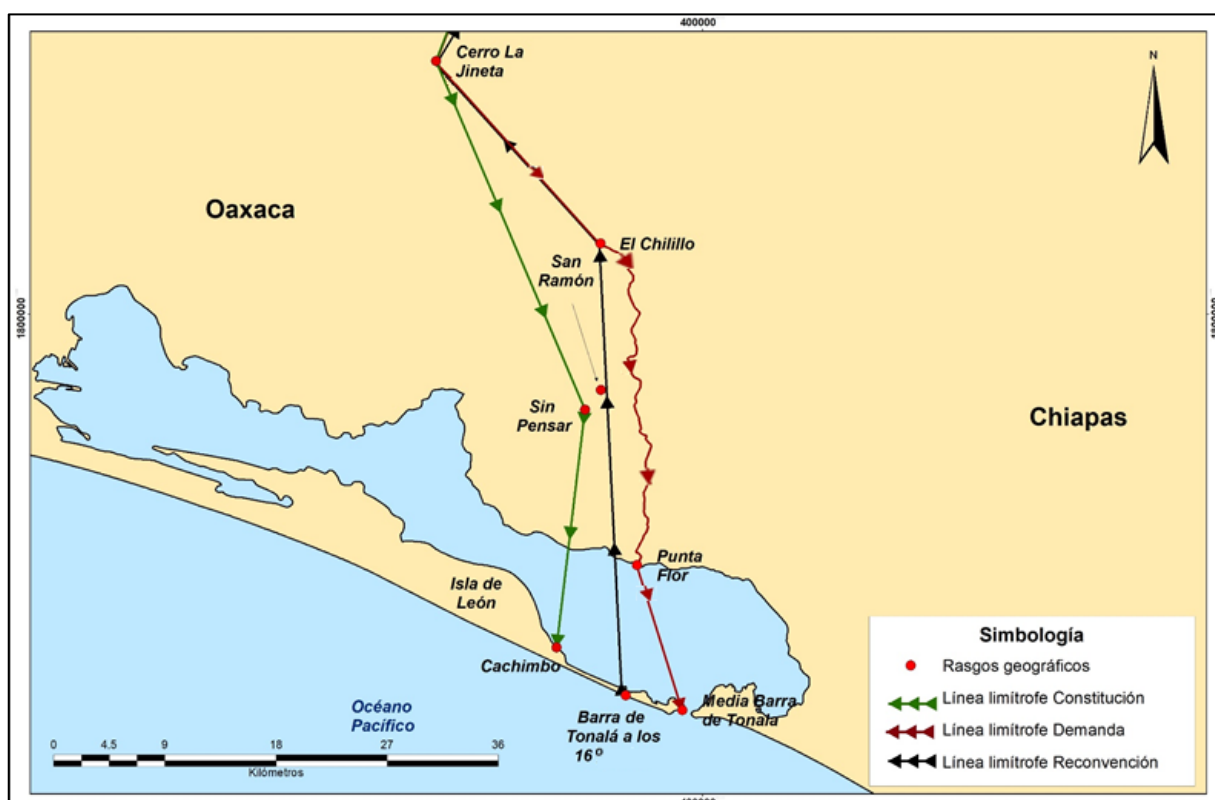 400000
Cerro La
Jineta
N
Oaxaca
El Chilillo
San
Ramón
1800000
Sin
Pensar
Chiapas
Punta
Flor
Isla de
León
Cachimbo
Océano
Pacífico
Barra de
Tonalá a los
16°
Media Barra
de Tonala
0 4.5 9 18 27 36
Kilómetros
Simbología
Rasgos geográficos
Línea limítrofe Constitución
Línea limítrofe Demanda
Línea limítrofe Reconvención